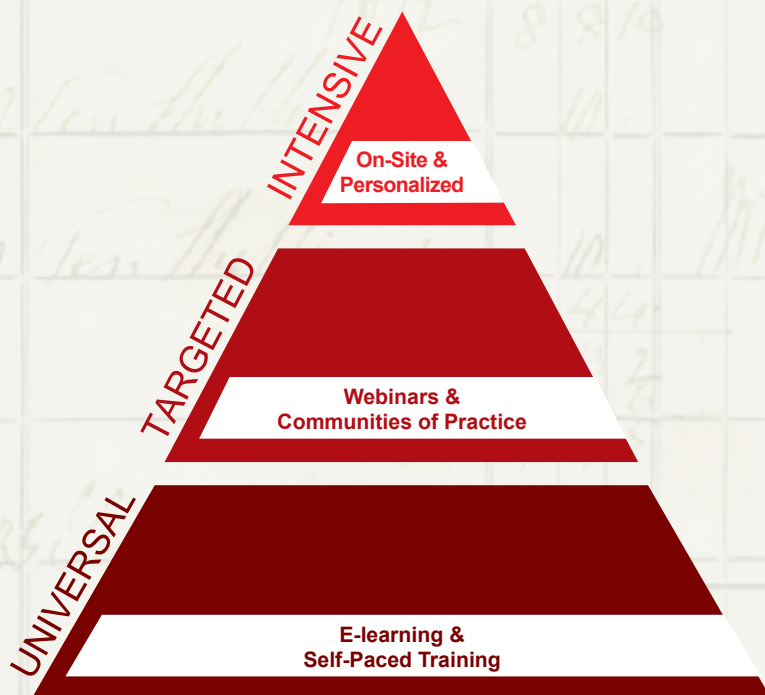 INTENSIVE
On-Site &
Personalized
TARGETED
Webinars &
Communities of Practice
UNIVERSAL
E-learning &
Self-Paced Training